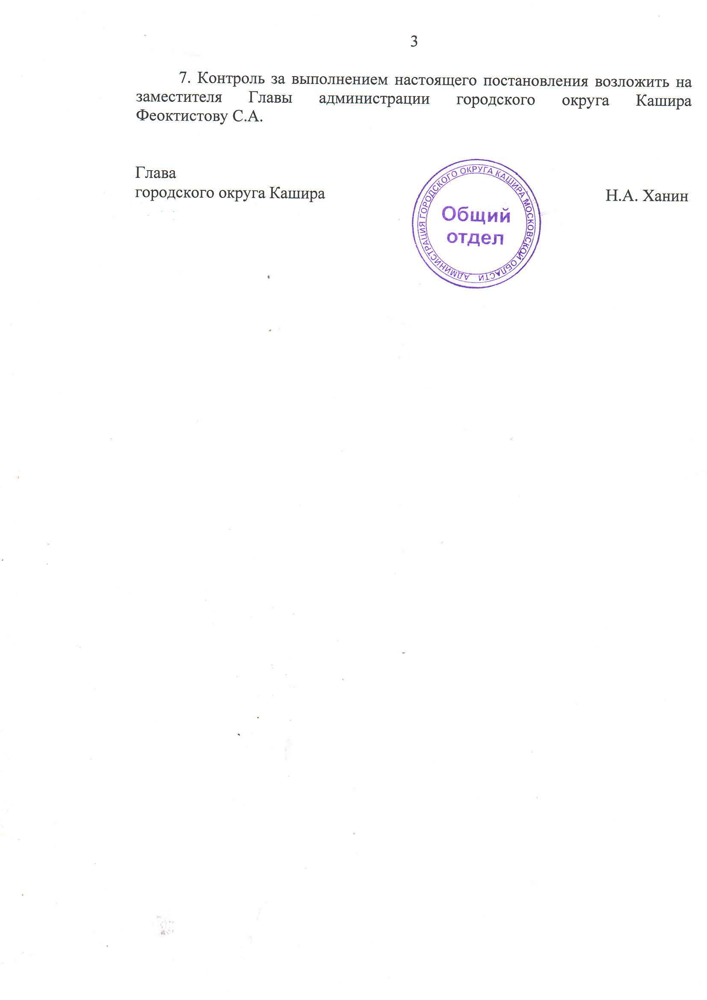 3
7. Контроль за выполнением настоящего постановления возложить на
заместителя Главы администрации городского округа Кашира
Феоктистову С.А.
Глава
городского округа Кашира
Н.А. Ханин
АДМИНИСТРАЦИЯ ГОРОДСКОГО ОКРУГА КАШИРА МОСКОВСКОЙ ОБЛАСТИ
Общий
отдел